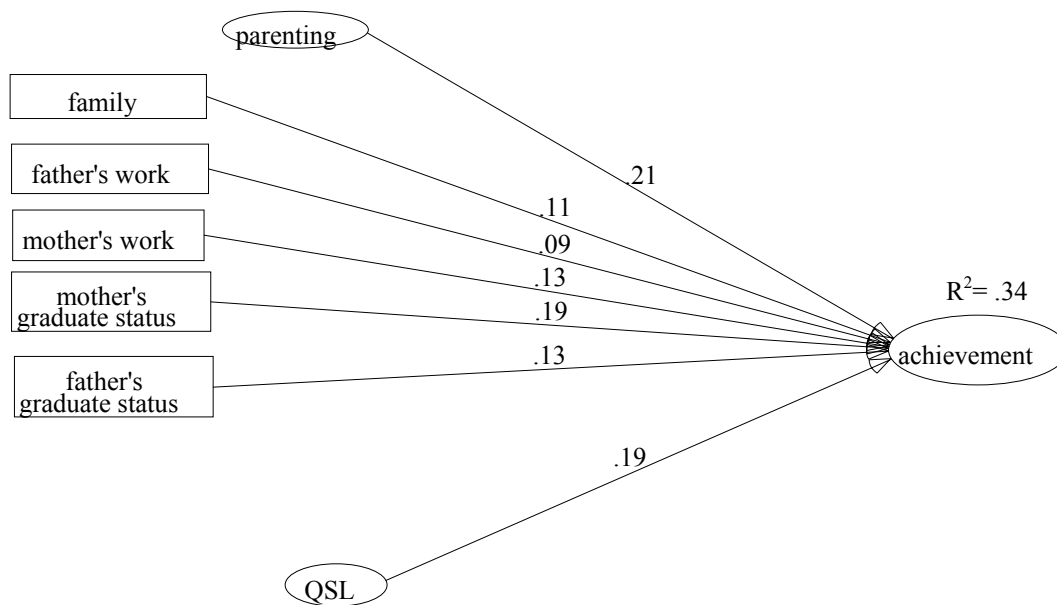 parenting
family
father's work
mother's work
mother's
graduate status
father's
graduate status
QSL
.21
.11
.09
.13
.19
.13
.19
R²= .34
achievement